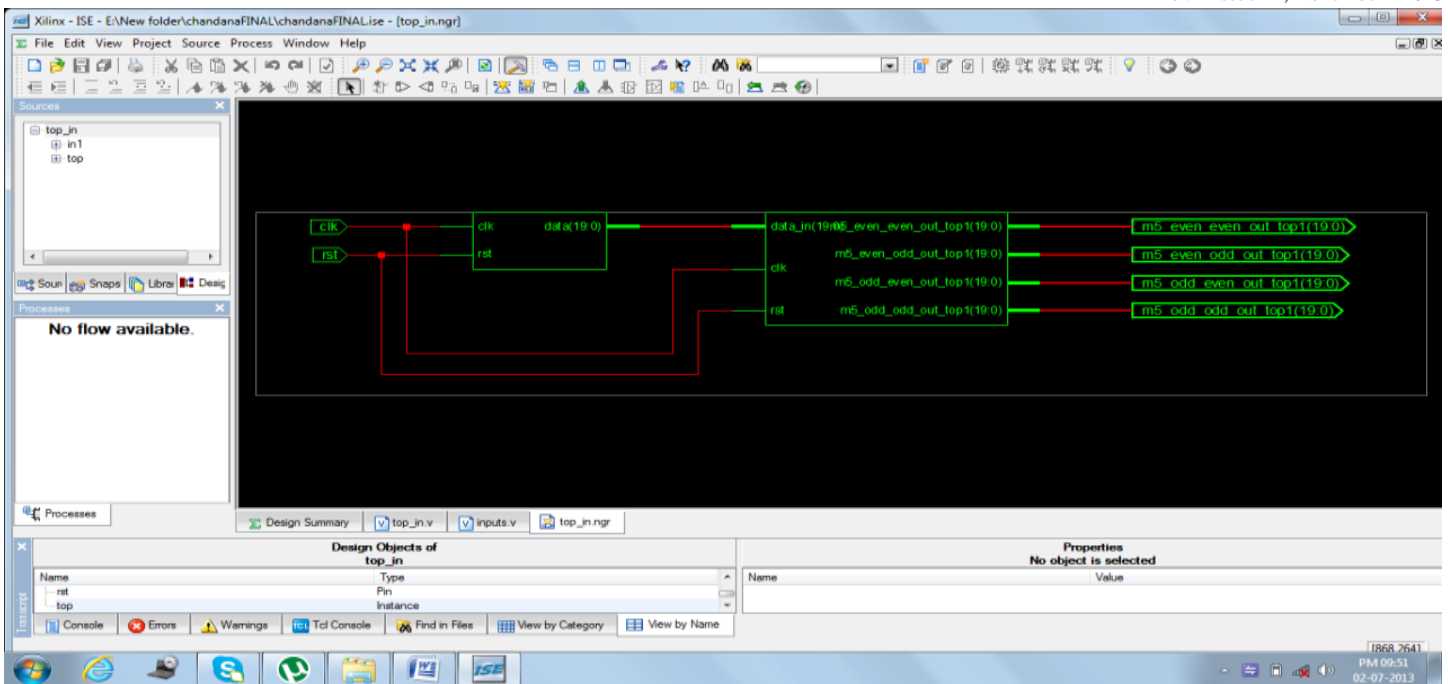 Xilinx - ISE - E:\New folder\chandanaFINAL\chandanaFINAL.ise - [top_in.ngr]
File Edit View Project Source Process Window Help
Sources
top_in
in1
top
Soun Snaps Librar Desig
Processes
No flow available.
Processes
clk
rst
clk data(19:0)
rst
data_in(19:0)
clk
rst
m5_even_even_out_top1(19:0)
m5_even_odd_out_top1(19:0)
m5_odd_even_out_top1(19:0)
m5_odd_odd_out_top1(19:0)
m5_even_even_out_top1(19:0)
m5_even_odd_out_top1(19:0)
m5_odd_even_out_top1(19:0)
m5_odd_odd_out_top1(19:0)
Design Summary top_in.v inputs.v top_in.ngr
Design Objects of
top_in
Name Type
rst Pin
top Instance
Properties
No object is selected
Name Value
Transcript
Console Errors Warnings TCL Tcl Console Find in Files View by Category View by Name
[868,264]
ISE
PM 09:51
02-07-2013